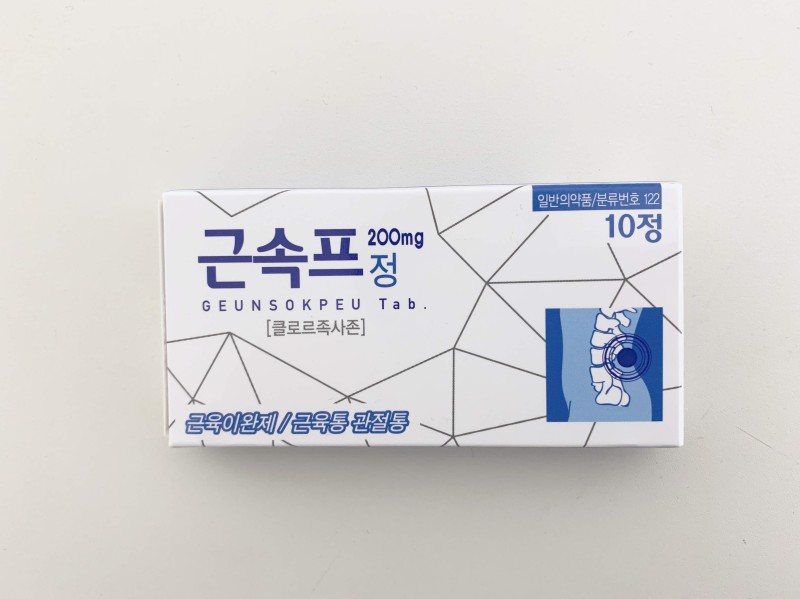 일반의약품/분류번호 122
10정
근속프정 200mg
GEUNSOKPEU Tab.
[클로르족사존]
근육이완제 / 근육통 관절통